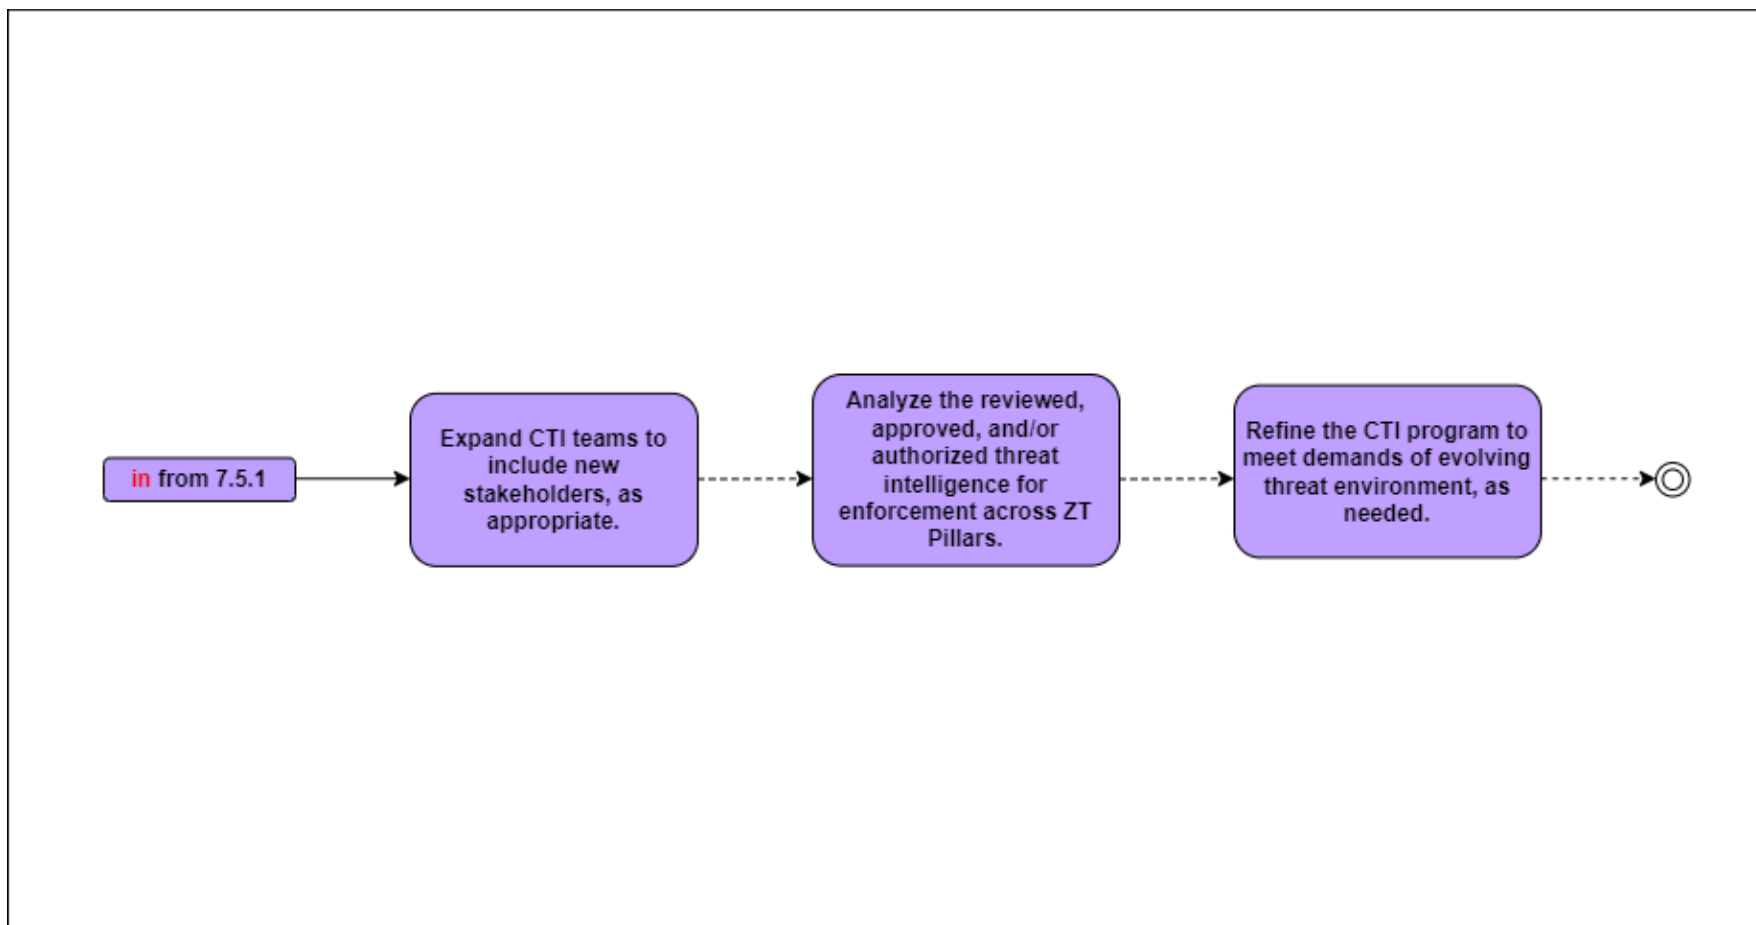 in from 7.5.1
Expand CTI teams to
include new
stakeholders, as
appropriate.
Analyze the reviewed,
approved, and/or
authorized threat
intelligence for
enforcement across ZT
Pillars.
Refine the CTI program to
meet demands of evolving
threat environment, as
needed.